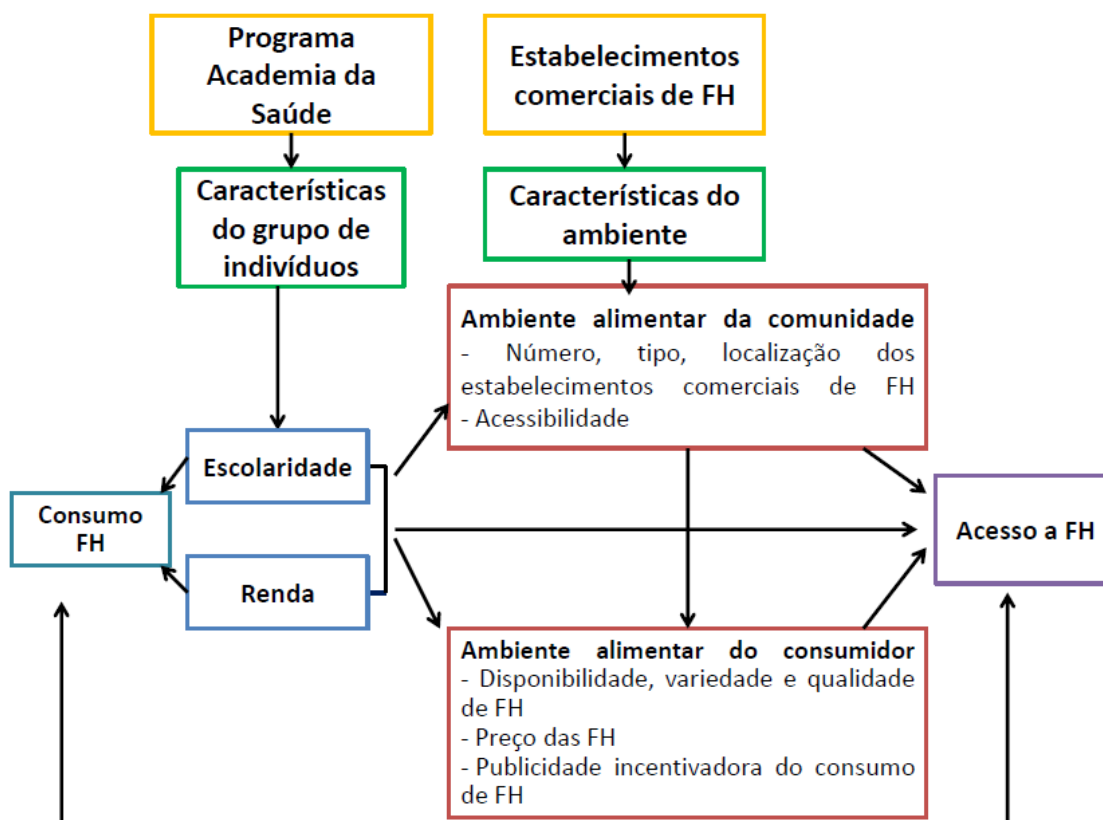 Programa
Academia da
Saúde
Estabelecimentos
comerciais de FH
Características
do grupo de
indivíduos
Características do
ambiente
Ambiente alimentar da comunidade
- Número, tipo, localização dos
estabelecimentos comerciais de FH
- Acessibilidade
Escolaridade
Consumo
FH
Renda
Acesso a FH
Ambiente alimentar do consumidor
- Disponibilidade, variedade e qualidade
de FH
- Preço das FH
- Publicidade incentivadora do consumo
de FH